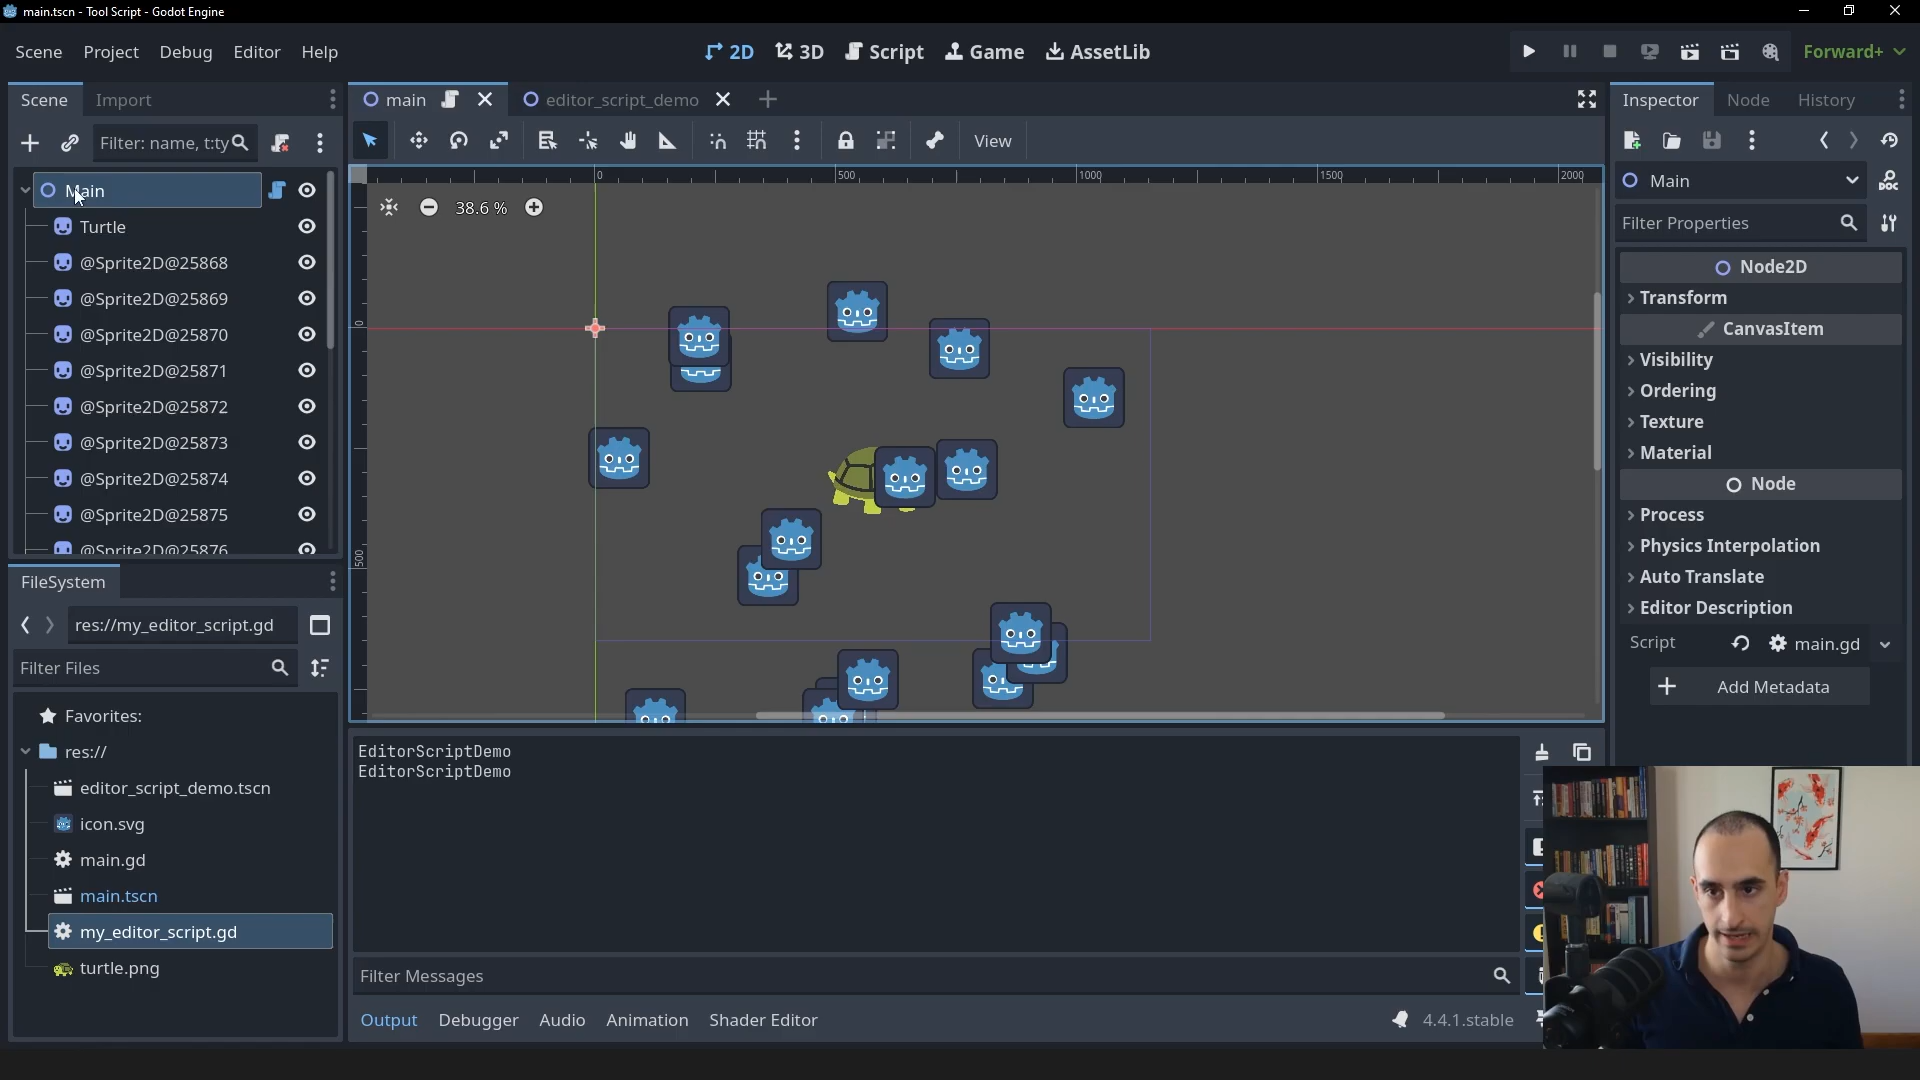 main.tscn - Tool Script - Godot Engine
Scene Project Debug Editor Help
2D 3D Script Game AssetLib
Forward+
Scene Import
main editor_script_demo
Inspector Node History
Filter: name, t:ty
View
Main
Turtle
@Sprite2D@25868
@Sprite2D@25869
@Sprite2D@25870
@Sprite2D@25871
@Sprite2D@25872
@Sprite2D@25873
@Sprite2D@25874
@Sprite2D@25875
@Sprite2D@25876
0 500 1000 1500 2000
38.6 %
0
500
Main
Filter Properties
Node2D
Transform
CanvasItem
Visibility
Ordering
Texture
Material
Node
Process
Physics Interpolation
Auto Translate
Editor Description
Script main.gd
Add Metadata
FileSystem
res://my_editor_script.gd
Filter Files
Favorites:
res://
editor_script_demo.tscn
icon.svg
main.gd
main.tscn
my_editor_script.gd
turtle.png
EditorScriptDemo
EditorScriptDemo
Filter Messages
Output Debugger Audio Animation Shader Editor
4.4.1.stable